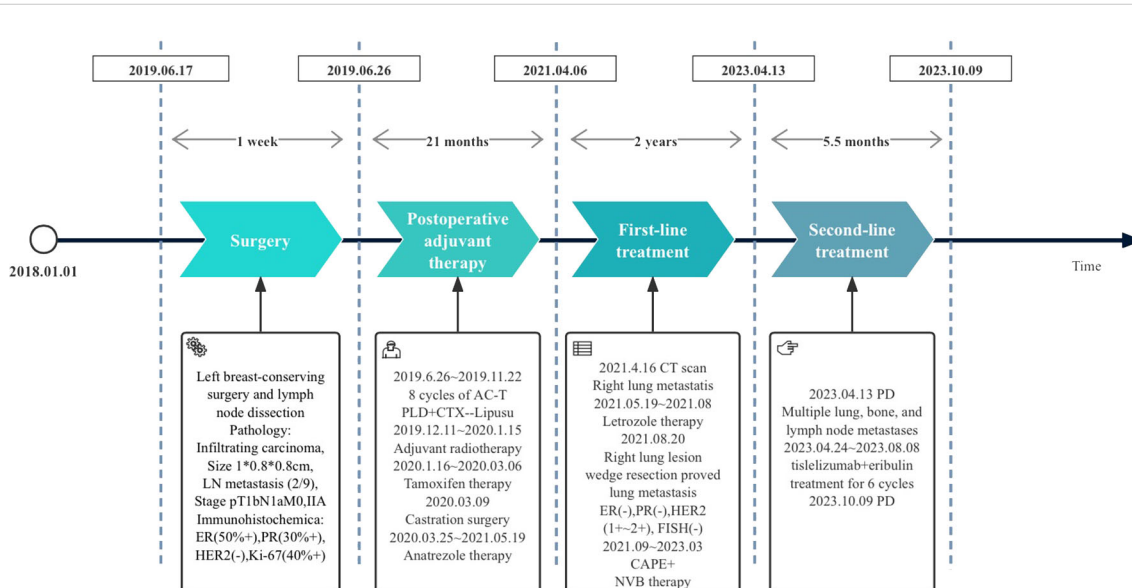 2019.06.17
2019.06.26
2021.04.06
2023.04.13
2023.10.09
1 week
21 months
2 years
5.5 months
2018.01.01
Surgery
Postoperative
adjuvant
therapy
First-line
treatment
Second-line
treatment
Time
Left breast-conserving
surgery and lymph
node dissection
Pathology:
Infiltrating carcinoma,
Size 1*0.8*0.8cm,
LN metastasis (2/9),
Stage pT1bN1aM0,IIA
Immunohistochemica:
ER(50%+),PR(30%+),
HER2(-),Ki-67(40%+)
2019.6.26~2019.11.22
8 cycles of AC-T
PLD+CTX--Lipusu
2019.12.11~2020.1.15
Adjuvant radiotherapy
2020.1.16~2020.03.06
Tamoxifen therapy
2020.03.09
Castration surgery
2020.03.25~2021.05.19
Anatrezole therapy
2021.4.16 CT scan
Right lung metastatis
2021.05.19~2021.08
Letrozole therapy
2021.08.20
Right lung lesion
wedge resection proved
lung metastasis
ER(-),PR(-),HER2
(1+~2+), FISH(-)
2021.09~2023.03
CAPE+
NVB therapy
2023.04.13 PD
Multiple lung, bone, and
lymph node metastases
2023.04.24~2023.08.08
tislelizumab+eribulin
treatment for 6 cycles
2023.10.09 PD